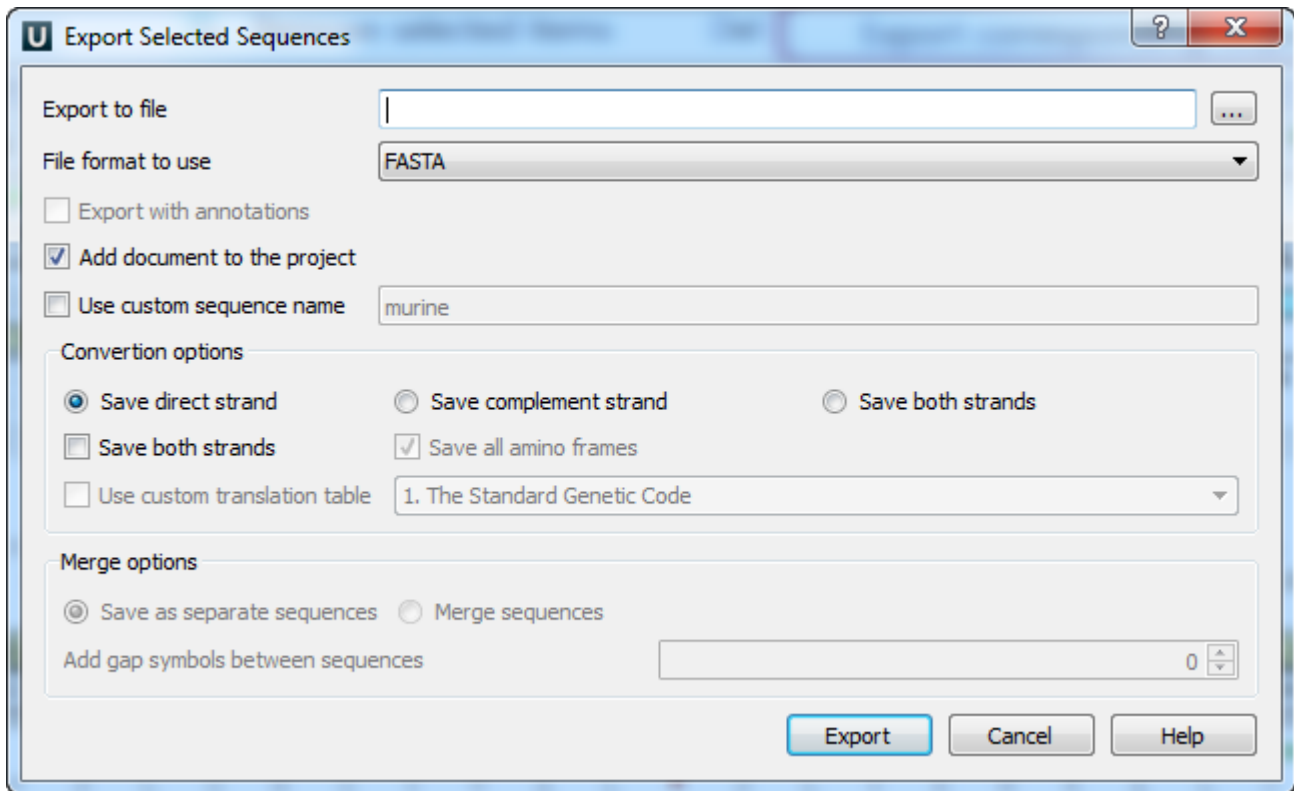 U Export Selected Sequences ?
Export to file ...
File format to use FASTA
Export with annotations
Add document to the project
Use custom sequence name murine
Convertion options
Save direct strand Save complement strand Save both strands
Save both strands Save all amino frames
Use custom translation table 1. The Standard Genetic Code
Merge options
Save as separate sequences Merge sequences
Add gap symbols between sequences 0
Export Cancel Help